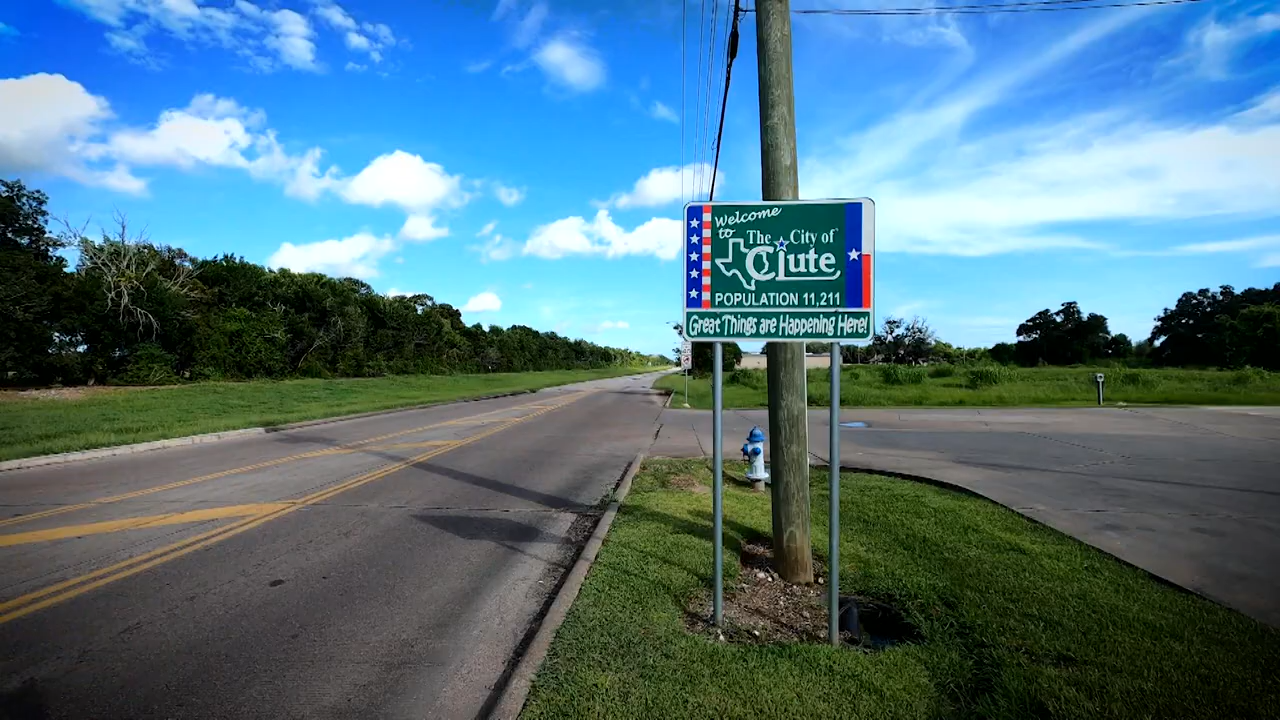 Welcome
to
The City of
Clute
POPULATION 11,211
Great Things are Happening Here!